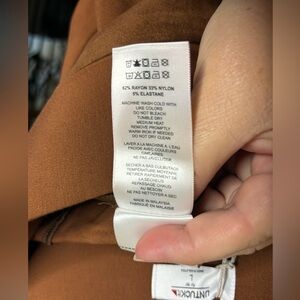 62% RAYON 33% NYLON
5% ELASTANE
MACHINE WASH COLD WITH
LIKE COLORS
DO NOT BLEACH
TUMBLE DRY
MEDIUM HEAT
REMOVE PROMPTLY
WARM IRON IF NEEDED
DO NOT DRY CLEAN
LAVER A LA MACHINE A L'EAU
FROIDE AVEC COULEURS
SIMILAIRES
NE PAS JAVELLISER
SECHER A BAS CULBUTAGE
TEMPERATURE MOYENNE
RETIRER RAPIDEMENT DE
LA SECHEUSE
REPASSAGE CHAUD
AU BESOIN
NE PAS NETTOYER A SEC
MADE IN MALAYSIA
FABRIQUE EN MALAISIE
UNTUCKit
L